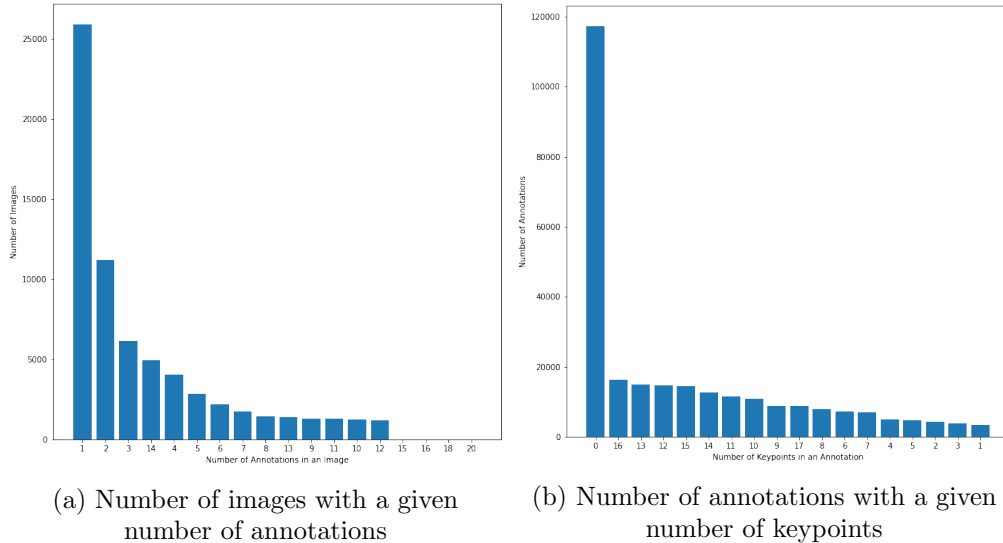 25000
20000
15000
10000
5000
0
Number of Images
1 2 3 14 4 5 6 7 8 13 9 11 10 12 15 16 18 20
Number of Annotations in an Image
(a) Number of images with a given
number of annotations
120000
100000
80000
60000
40000
20000
0
Number of Annotations
0 16 13 12 15 14 11 10 9 17 8 6 7 4 5 2 3 1
Number of Keypoints in an Annotation
(b) Number of annotations with a given
number of keypoints